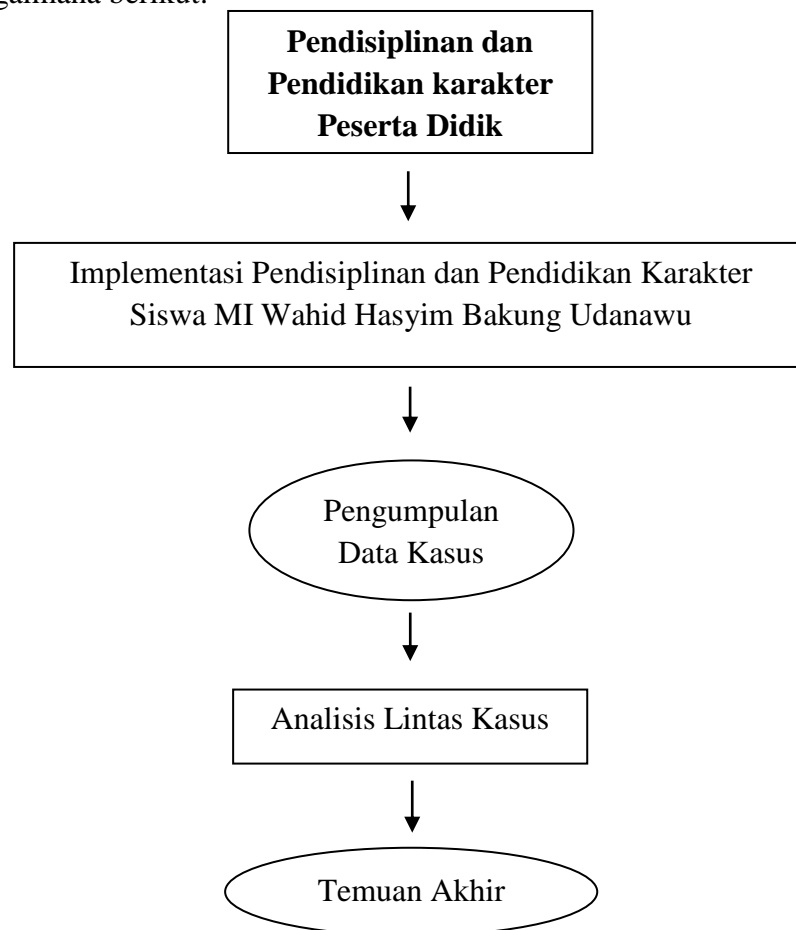 berikut:
Pendisiplinan dan
Pendidikan karakter
Peserta Didik
Implementasi Pendisiplinan dan Pendidikan Karakter
Siswa MI Wahid Hasyim Bakung Udanawu
Pengumpulan
Data Kasus
Analisis Lintas Kasus
Temuan Akhir